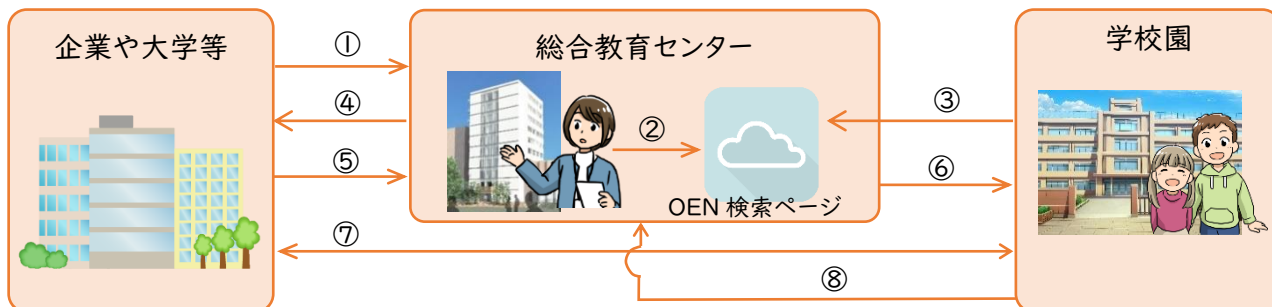 企業や大学等
①
④
⑤
総合教育センター
②
OEN 検索ページ
学校園
③
⑥
⑦
⑧